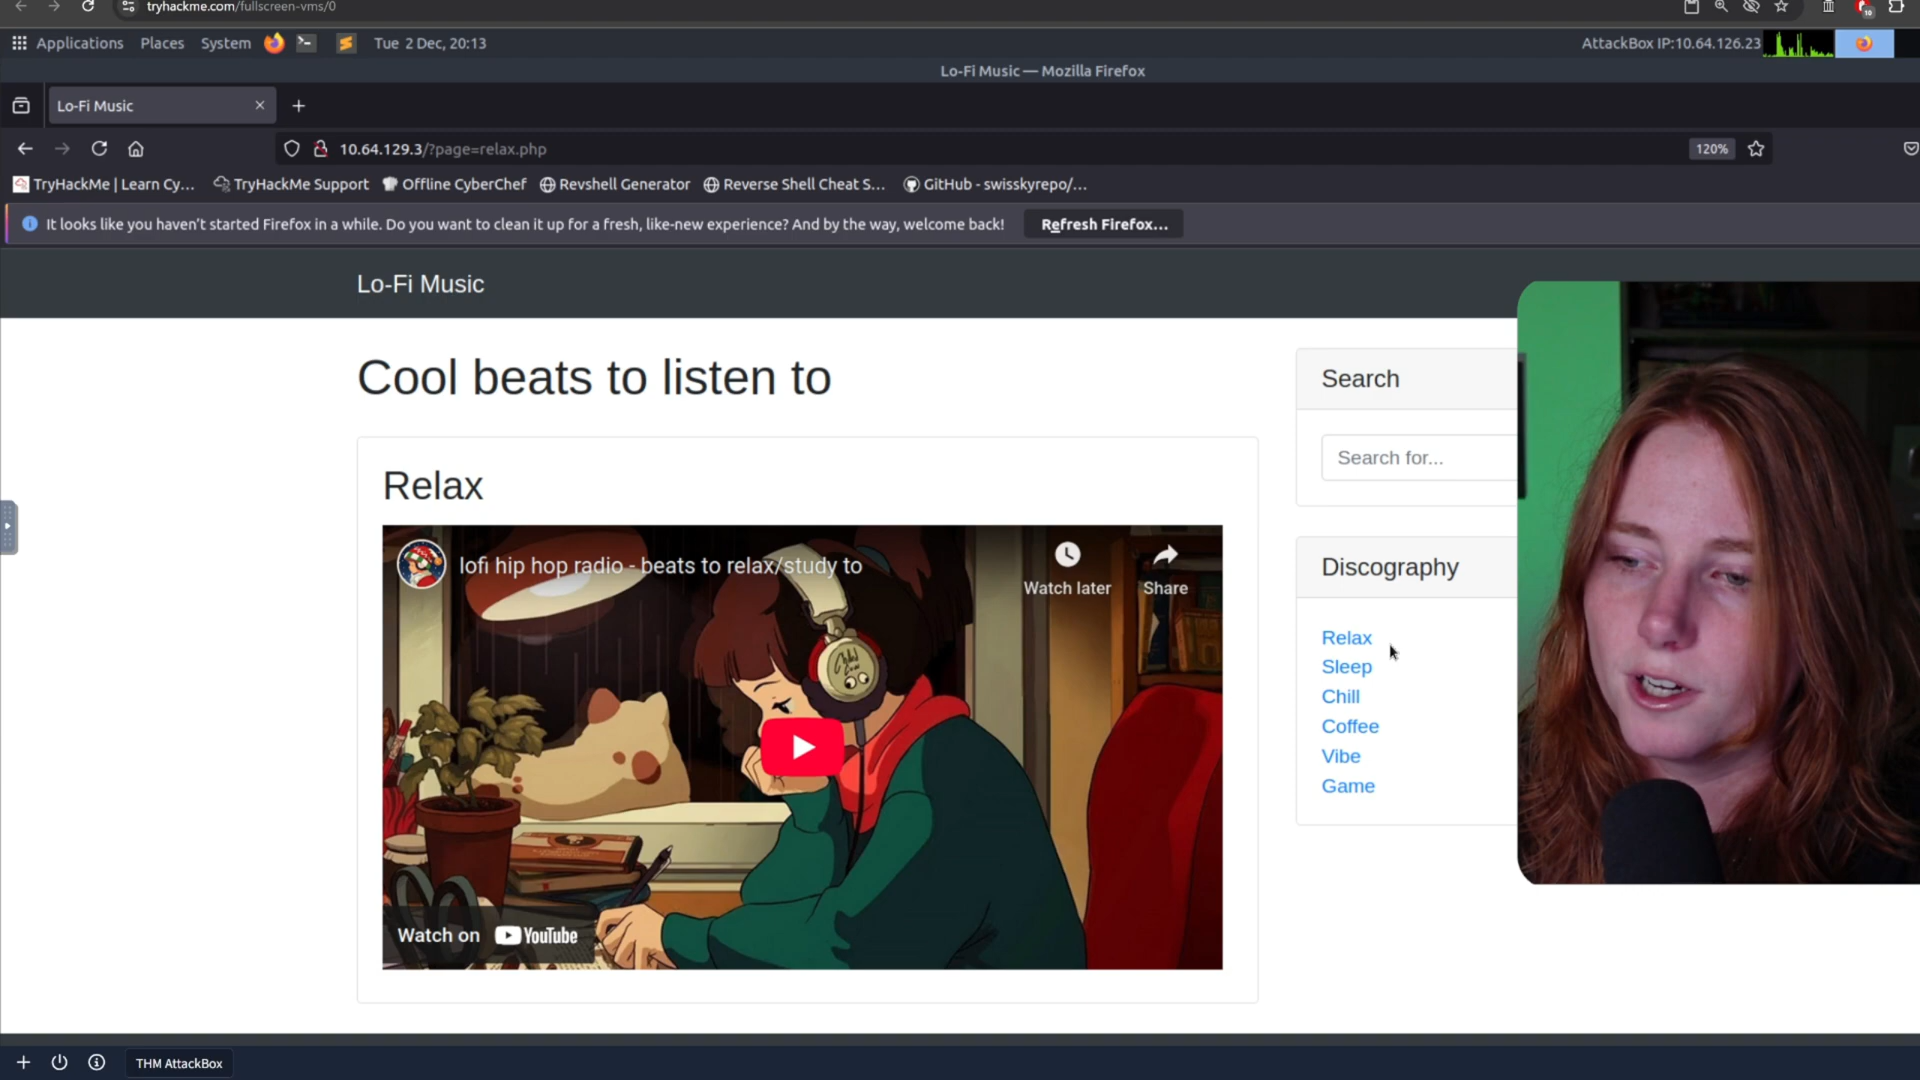 tryhackme.com/fullscreen-vms/0
10
Applications Places System Tue 2 Dec, 20:13 AttackBox IP:10.64.126.23
Lo-Fi Music — Mozilla Firefox
Lo-Fi Music
10.64.129.3/?page=relax.php 120%
TryHackMe | Learn Cy... TryHackMe Support Offline CyberChef Revshell Generator Reverse Shell Cheat S... GitHub - swisskyrepo/...
It looks like you haven't started Firefox in a while. Do you want to clean it up for a fresh, like-new experience? And by the way, welcome back! Refresh Firefox...
Lo-Fi Music
Cool beats to listen to
Relax
lofi hip hop radio - beats to relax/study to
Watch later Share
Watch on YouTube
Search
Search for...
Discography
Relax
Sleep
Chill
Coffee
Vibe
Game
THM AttackBox